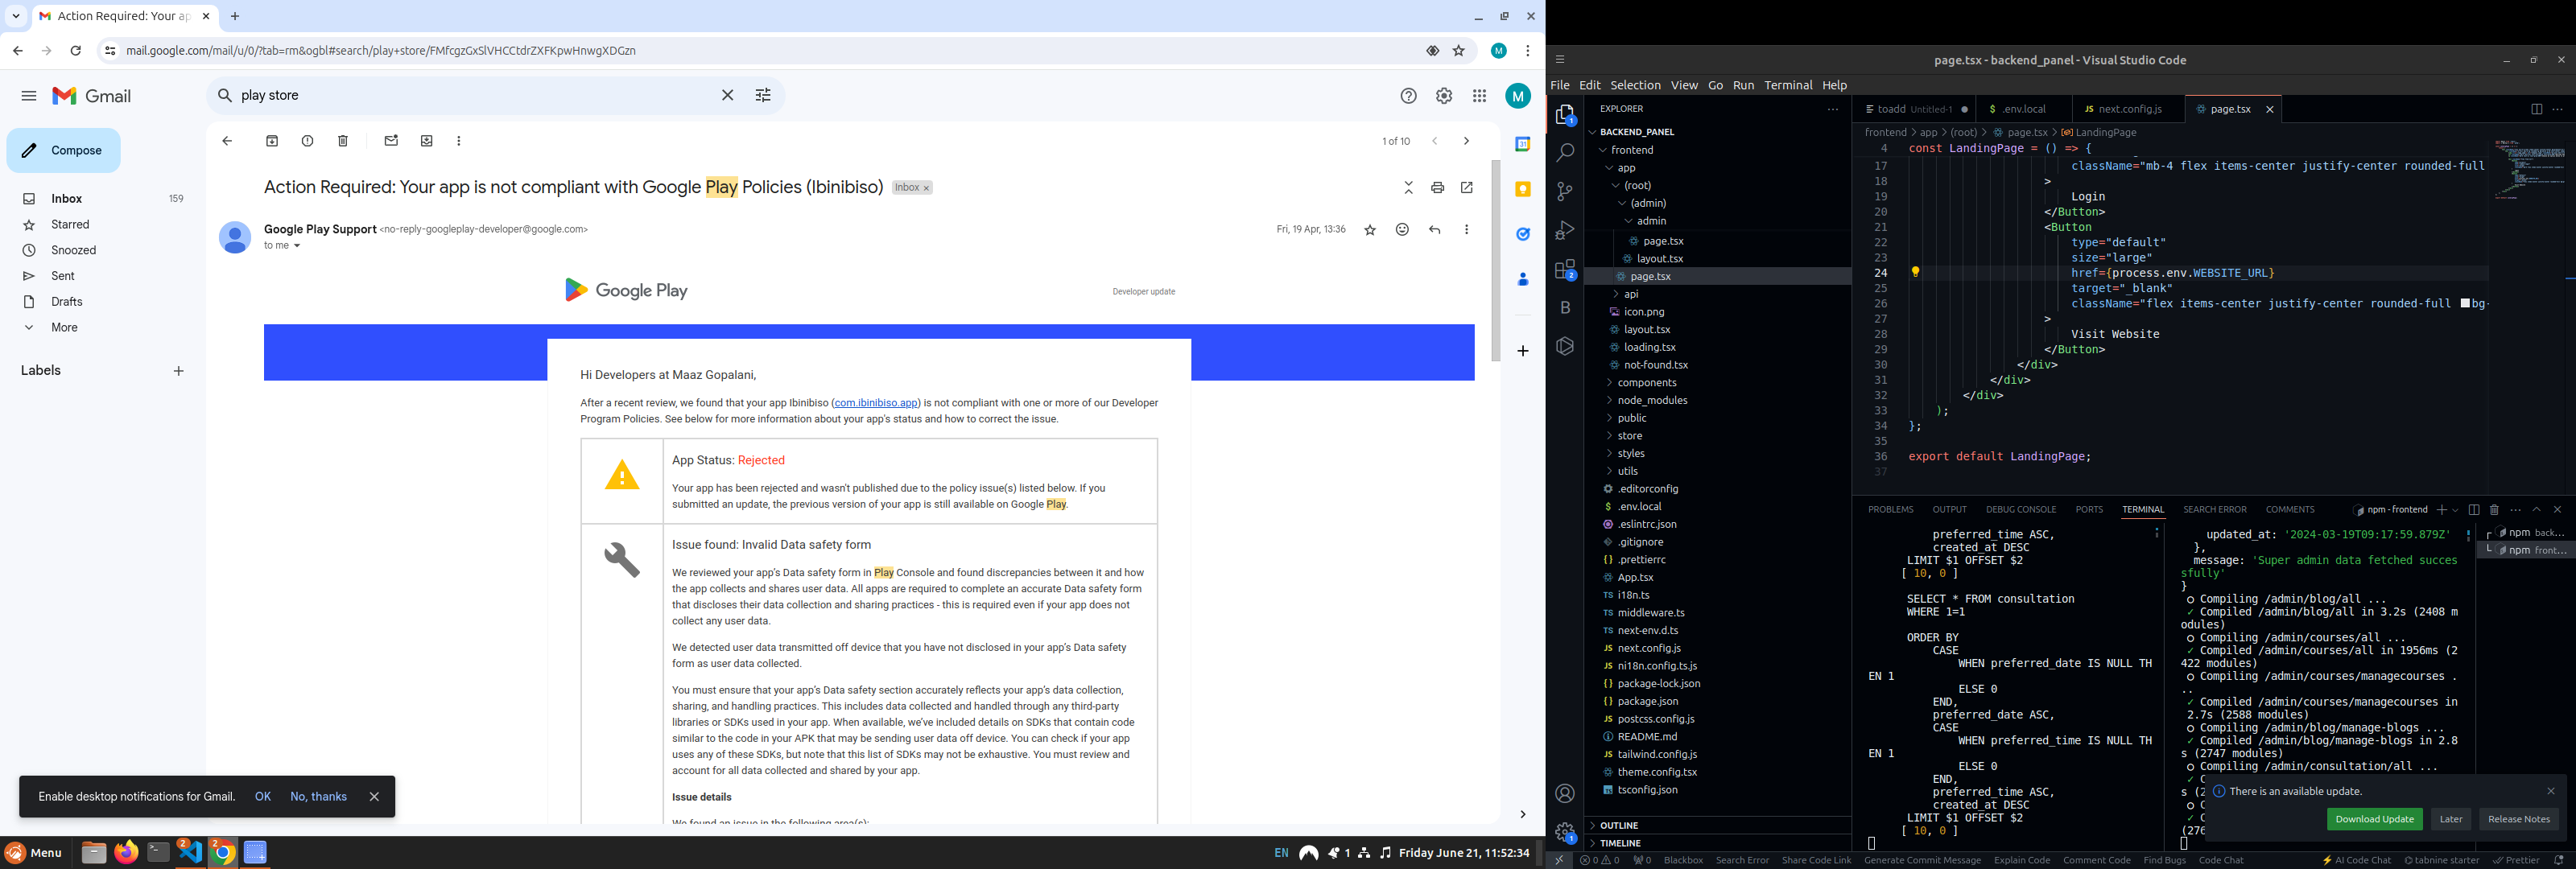 Action Required: Your ap
mail.google.com/mail/u/0/?tab=rm&ogbl#search/play+store/FMfcgzGxSlVHCCtdrZXFKpwHnwgXDGzn
M
Gmail
play store
M
Compose
Inbox 159
Starred
Snoozed
Sent
Drafts
More
Labels
1 of 10
Action Required: Your app is not compliant with Google Play Policies (Ibinibiso) Inbox ×
Google Play Support <no-reply-googleplay-developer@google.com>
to me
Fri, 19 Apr, 13:36
Google Play
Developer update
Hi Developers at Maaz Gopalani,
After a recent review, we found that your app Ibinibiso (com.ibinibiso.app) is not compliant with one or more of our Developer
Program Policies. See below for more information about your app's status and how to correct the issue.
App Status: Rejected
Your app has been rejected and wasn't published due to the policy issue(s) listed below. If you
submitted an update, the previous version of your app is still available on Google Play.
Issue found: Invalid Data safety form
We reviewed your app's Data safety form in Play Console and found discrepancies between it and how
the app collects and shares user data. All apps are required to complete an accurate Data safety form
that discloses their data collection and sharing practices - this is required even if your app does not
collect any user data.
We detected user data transmitted off device that you have not disclosed in your app's Data safety
form as user data collected.
You must ensure that your app's Data safety section accurately reflects your app's data collection,
sharing, and handling practices. This includes data collected and handled through any third-party
libraries or SDKs used in your app. When available, we've included details on SDKs that contain code
similar to the code in your APK that may be sending user data off device. You can check if your app
uses any of these SDKs, but note that this list of SDKs may not be exhaustive. You must review and
account for all data collected and shared by your app.
Issue details
We found an issue in the following area(s):
Enable desktop notifications for Gmail. OK No, thanks
31
Menu
2
2
EN
1
Friday June 21, 11:52:34
page.tsx - backend_panel - Visual Studio Code
File Edit Selection View Go Run Terminal Help
1
2
B
1
EXPLORER
BACKEND_PANEL
frontend
app
(root)
(admin)
admin
page.tsx
layout.tsx
page.tsx
api
icon.png
layout.tsx
loading.tsx
not-found.tsx
components
node_modules
public
store
styles
utils
.editorconfig
$ .env.local
.eslintrc.json
.gitignore
{ } .prettierrc
App.tsx
TS i18n.ts
TS middleware.ts
TS next-env.d.ts
JS next.config.js
JS ni18n.config.ts.js
{ } package-lock.json
{ } package.json
JS postcss.config.js
README.md
JS tailwind.config.js
theme.config.tsx
tsconfig.json
OUTLINE
TIMELINE
toadd Untitled-1
$ .env.local
JS next.config.js
page.tsx
frontend > app > (root) > page.tsx > LandingPage
4 const LandingPage = () => {
17 className="mb-4 flex items-center justify-center rounded-full
18 >
19 Login
20 </Button>
21 <Button
22 type="default"
23 size="large"
24 href={process.env.WEBSITE_URL}
25 target="_blank"
26 className="flex items-center justify-center rounded-full bg-
27 >
28 Visit Website
29 </Button>
30 </div>
31 </div>
32 </div>
33 );
34 };
35
36 export default LandingPage;
37
PROBLEMS OUTPUT DEBUG CONSOLE PORTS TERMINAL SEARCH ERROR COMMENTS
npm - frontend
preferred_time ASC,
created_at DESC
LIMIT $1 OFFSET $2
[ 10, 0 ]
SELECT * FROM consultation
WHERE 1=1
ORDER BY
CASE
WHEN preferred_date IS NULL TH
EN 1
ELSE 0
END,
preferred_date ASC,
CASE
WHEN preferred_time IS NULL TH
EN 1
ELSE 0
END,
preferred_time ASC,
created_at DESC
LIMIT $1 OFFSET $2
[ 10, 0 ]
updated_at: '2024-03-19T09:17:59.879Z'
},
message: 'Super admin data fetched succes
sfully'
}
○ Compiling /admin/blog/all ...
✓ Compiled /admin/blog/all in 3.2s (2408 m
odules)
○ Compiling /admin/courses/all ...
✓ Compiled /admin/courses/all in 1956ms (2
422 modules)
○ Compiling /admin/courses/managecourses .
..
✓ Compiled /admin/courses/managecourses in
2.7s (2588 modules)
○ Compiling /admin/blog/manage-blogs ...
✓ Compiled /admin/blog/manage-blogs in 2.8
s (2747 modules)
○ Compiling /admin/consultation/all ...
npm back...
npm front...
There is an available update.
Download Update Later Release Notes
0 0 0 Blackbox Search Error Share Code Link Generate Commit Message Explain Code Comment Code Find Bugs Code Chat
AI Code Chat tabnine starter Prettier